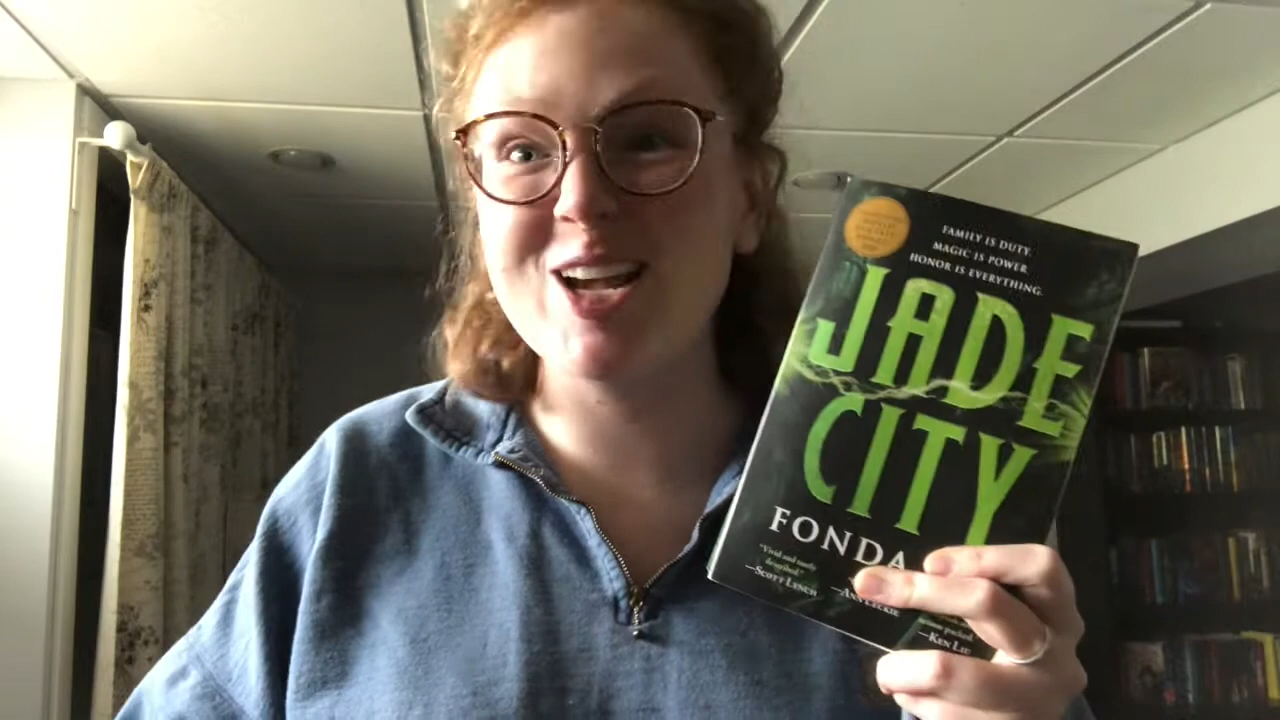 FAMILY IS DUTY.
MAGIC IS POWER.
HONOR IS EVERYTHING.
JADE
CITY
FONDA
"Vivid and
described."
—SCOTT LYNCH
—ANN LECKIE
—KEN LIU